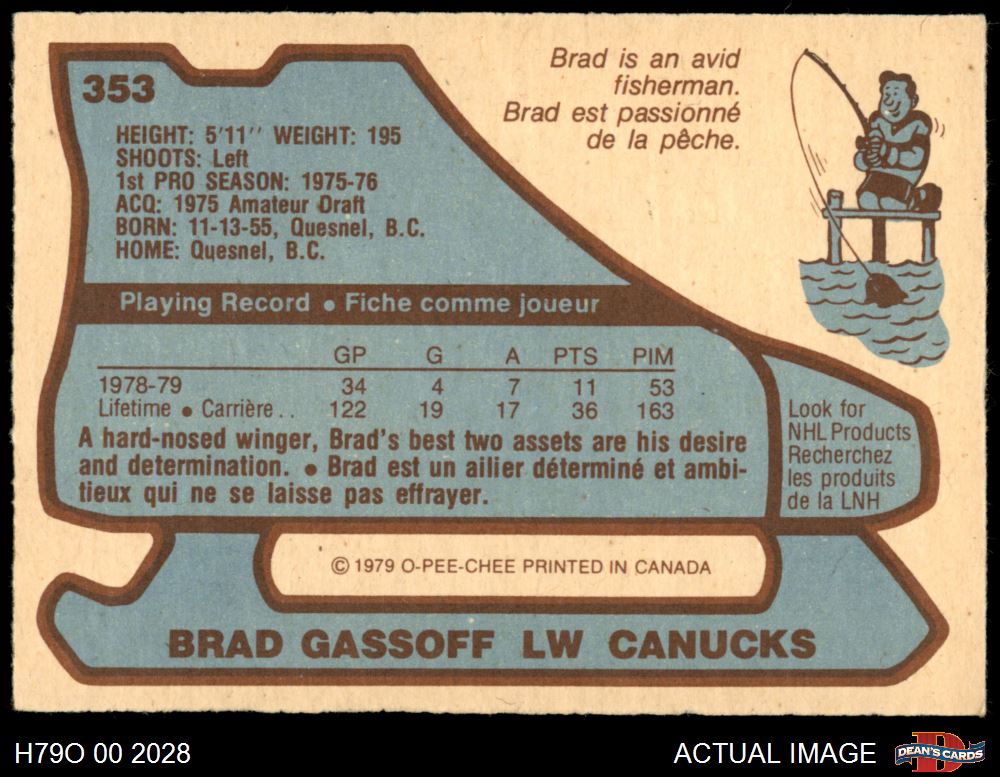 353
Brad is an avid
fisherman.
Brad est passionné
de la pêche.
HEIGHT: 5'11'' WEIGHT: 195
SHOOTS: Left
1st PRO SEASON: 1975-76
ACQ: 1975 Amateur Draft
BORN: 11-13-55, Quesnel, B.C.
HOME: Quesnel, B.C.
Playing Record • Fiche comme joueur
GP G A PTS PIM
1978-79 34 4 7 11 53
Lifetime • Carrière . . 122 19 17 36 163
A hard-nosed winger, Brad's best two assets are his desire
and determination. • Brad est un ailier déterminé et ambi-
tieux qui ne se laisse pas effrayer.
Look for
NHL Products
Recherchez
les produits
de la LNH
© 1979 O-PEE-CHEE PRINTED IN CANADA
BRAD GASSOFF LW CANUCKS
H79O 00 2028
ACTUAL IMAGE
D
DEAN'S CARDS